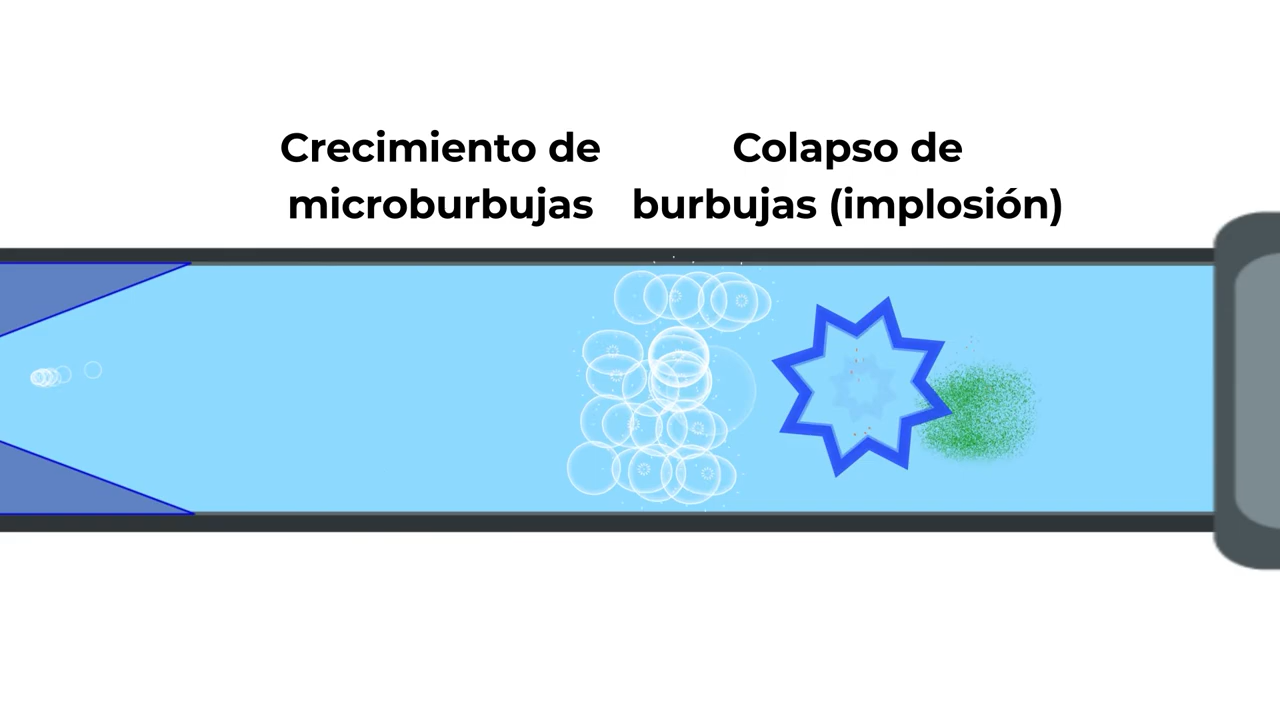 Crecimiento de
microburbujas
Colapso de
burbujas (implosión)